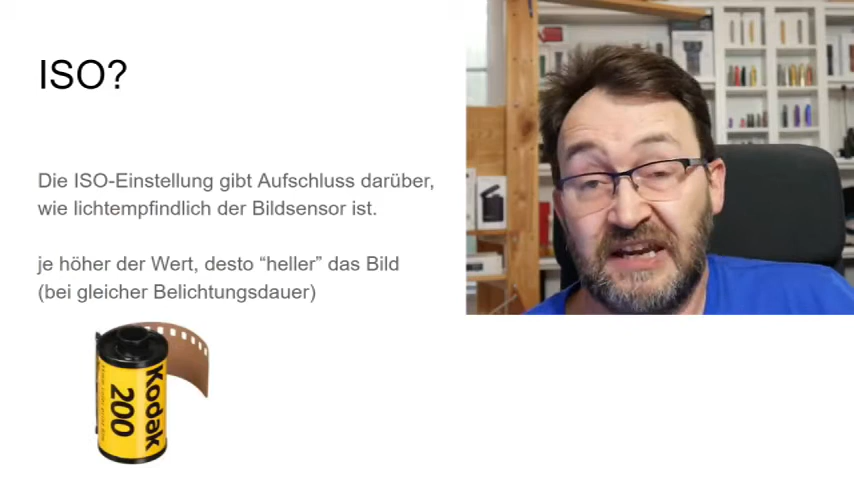 ISO?
Die ISO-Einstellung gibt Aufschluss darüber,
wie lichtempfindlich der Bildsensor ist.
je höher der Wert, desto “heller” das Bild
(bei gleicher Belichtungsdauer)
Kodak
200